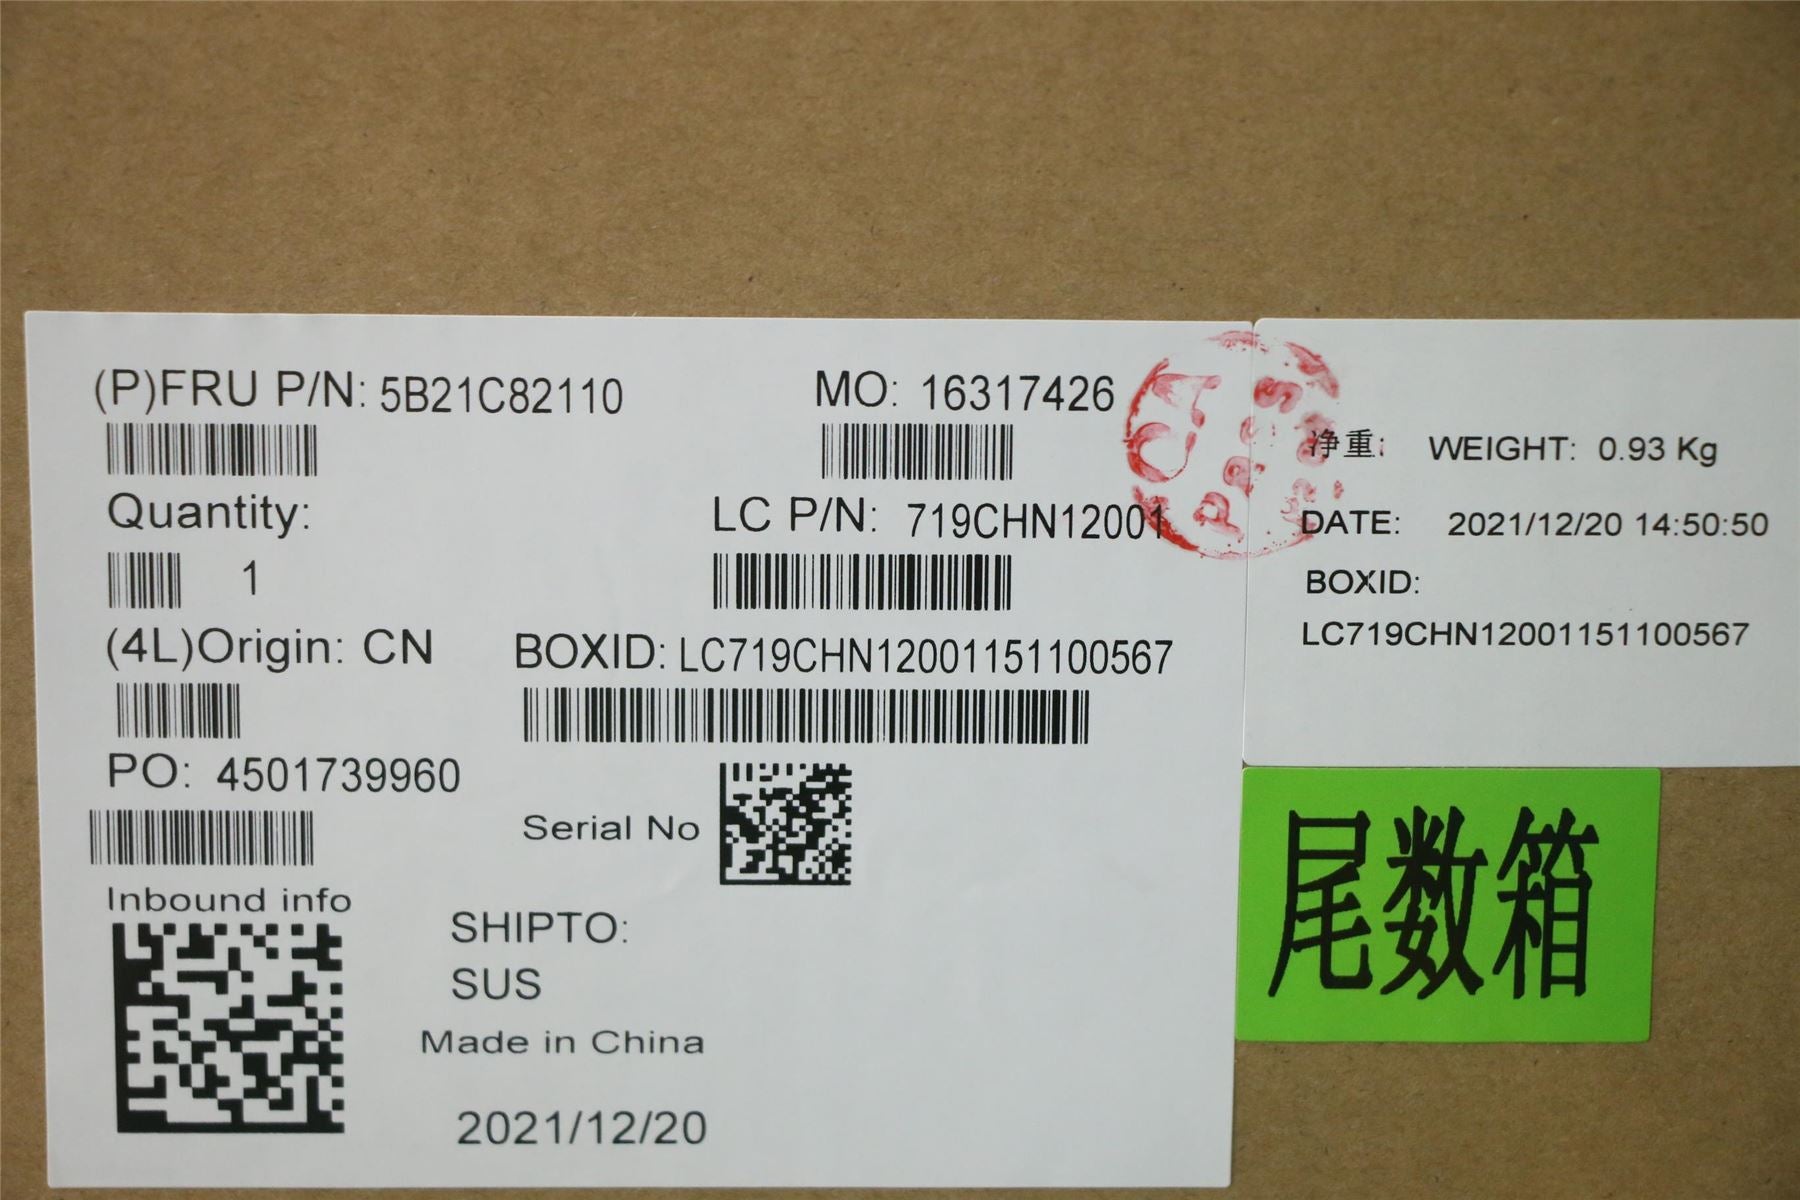 (P)FRU P/N: 5B21C82110
MO: 16317426
Quantity:
1
LC P/N: 719CHN12001
(4L)Origin: CN
BOXID: LC719CHN12001151100567
PO: 4501739960
Serial No
Inbound info
SHIPTO:
SUS
Made in China
2021/12/20
净重: WEIGHT: 0.93 Kg
DATE: 2021/12/20 14:50:50
BOXID:
LC719CHN12001151100567
尾数箱